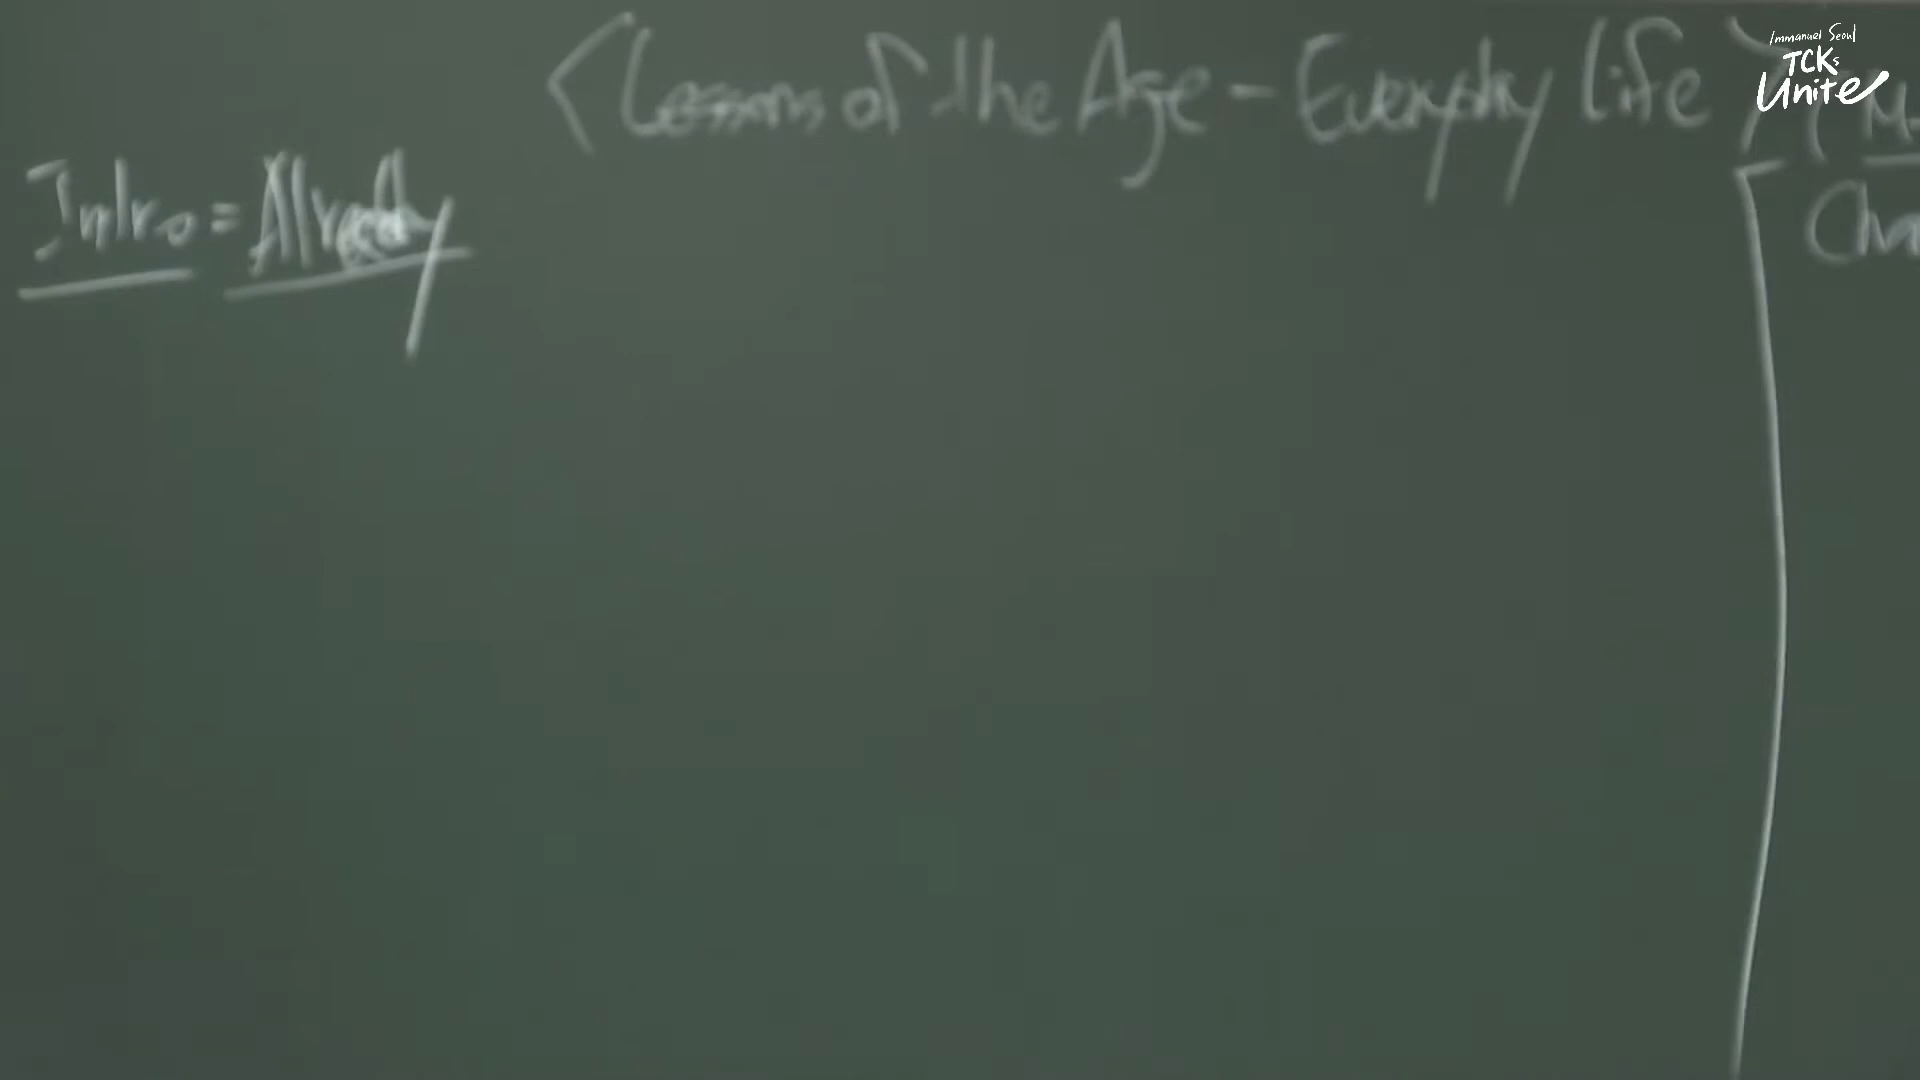 <Lessons of the Age - Everyday life>
Intro = Already
Immanuel Seoul
TCKs
Unite